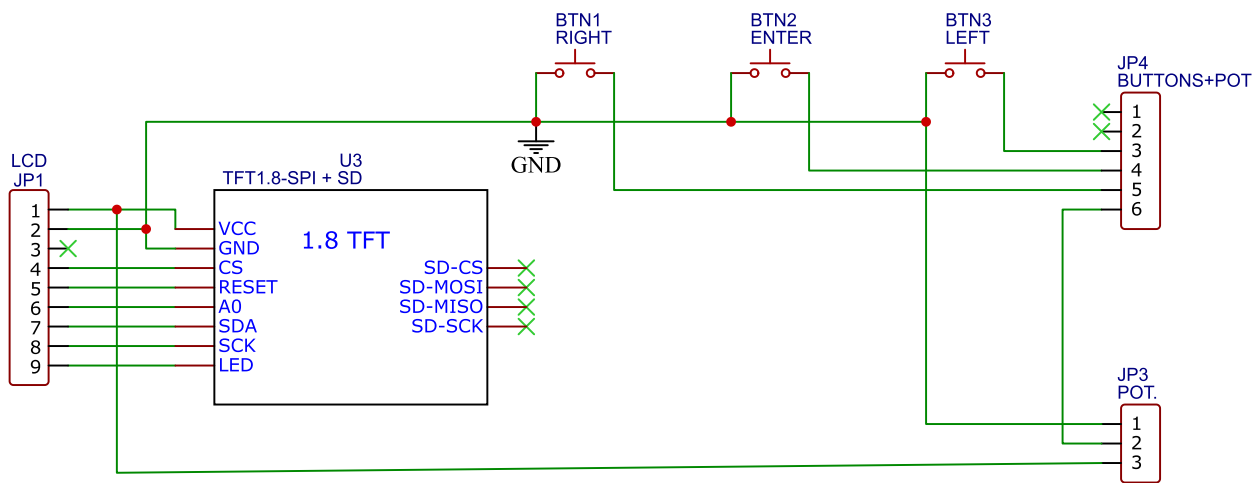 BTN1
RIGHT
BTN2
ENTER
BTN3
LEFT
JP4
BUTTONS+POT
1
2
3
4
5
6
GND
LCD
JP1
1
2
3
4
5
6
7
8
9
U3
TFT1.8-SPI + SD
1.8 TFT
VCC
GND
CS
RESET
A0
SDA
SCK
LED
SD-CS
SD-MOSI
SD-MISO
SD-SCK
JP3
POT.
1
2
3